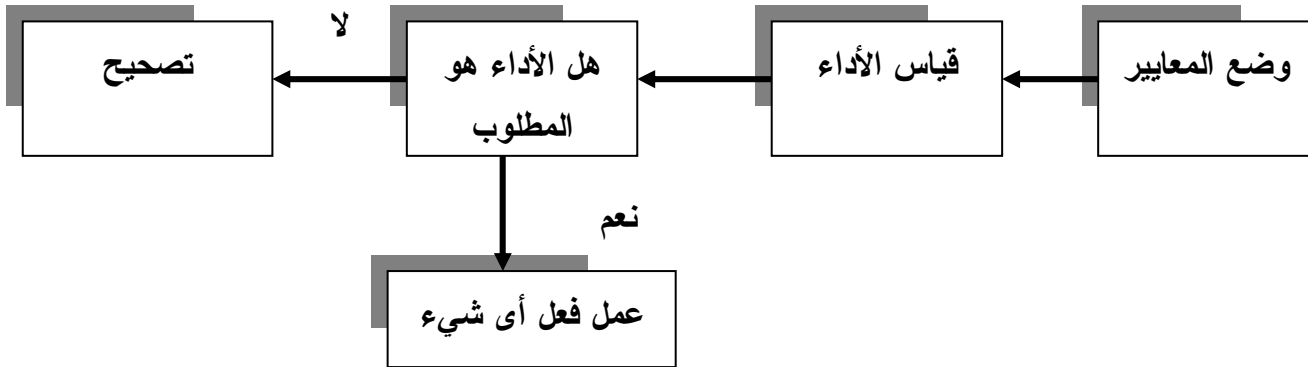 وضع المعايير
قياس الأداء
هل الأداء هو
المطلوب
لا
تصحيح
نعم
عمل فعل أى شيء